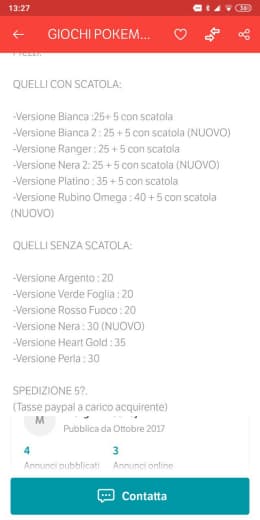 13:27
38
GIOCHI POKEM...
QUELLI CON SCATOLA:
-Versione Bianca :25+ 5 con scatola
-Versione Bianca 2 : 25 + 5 con scatola (NUOVO)
-Versione Ranger : 25 + 5 con scatola
-Versione Nera 2: 25 + 5 con scatola (NUOVO)
-Versione Platino : 35 + 5 con scatola
-Versione Rubino Omega : 40 + 5 con scatola
(NUOVO)
QUELLI SENZA SCATOLA:
-Versione Argento : 20
-Versione Verde Foglia : 20
-Versione Rosso Fuoco : 20
-Versione Nera : 30 (NUOVO)
-Versione Heart Gold : 35
-Versione Perla : 30
SPEDIZIONE 5?.
(Tasse paypal a carico acquirente)
M
Pubblica da Ottobre 2017
4
3
Annunci pubblicati
Annunci online
Contatta